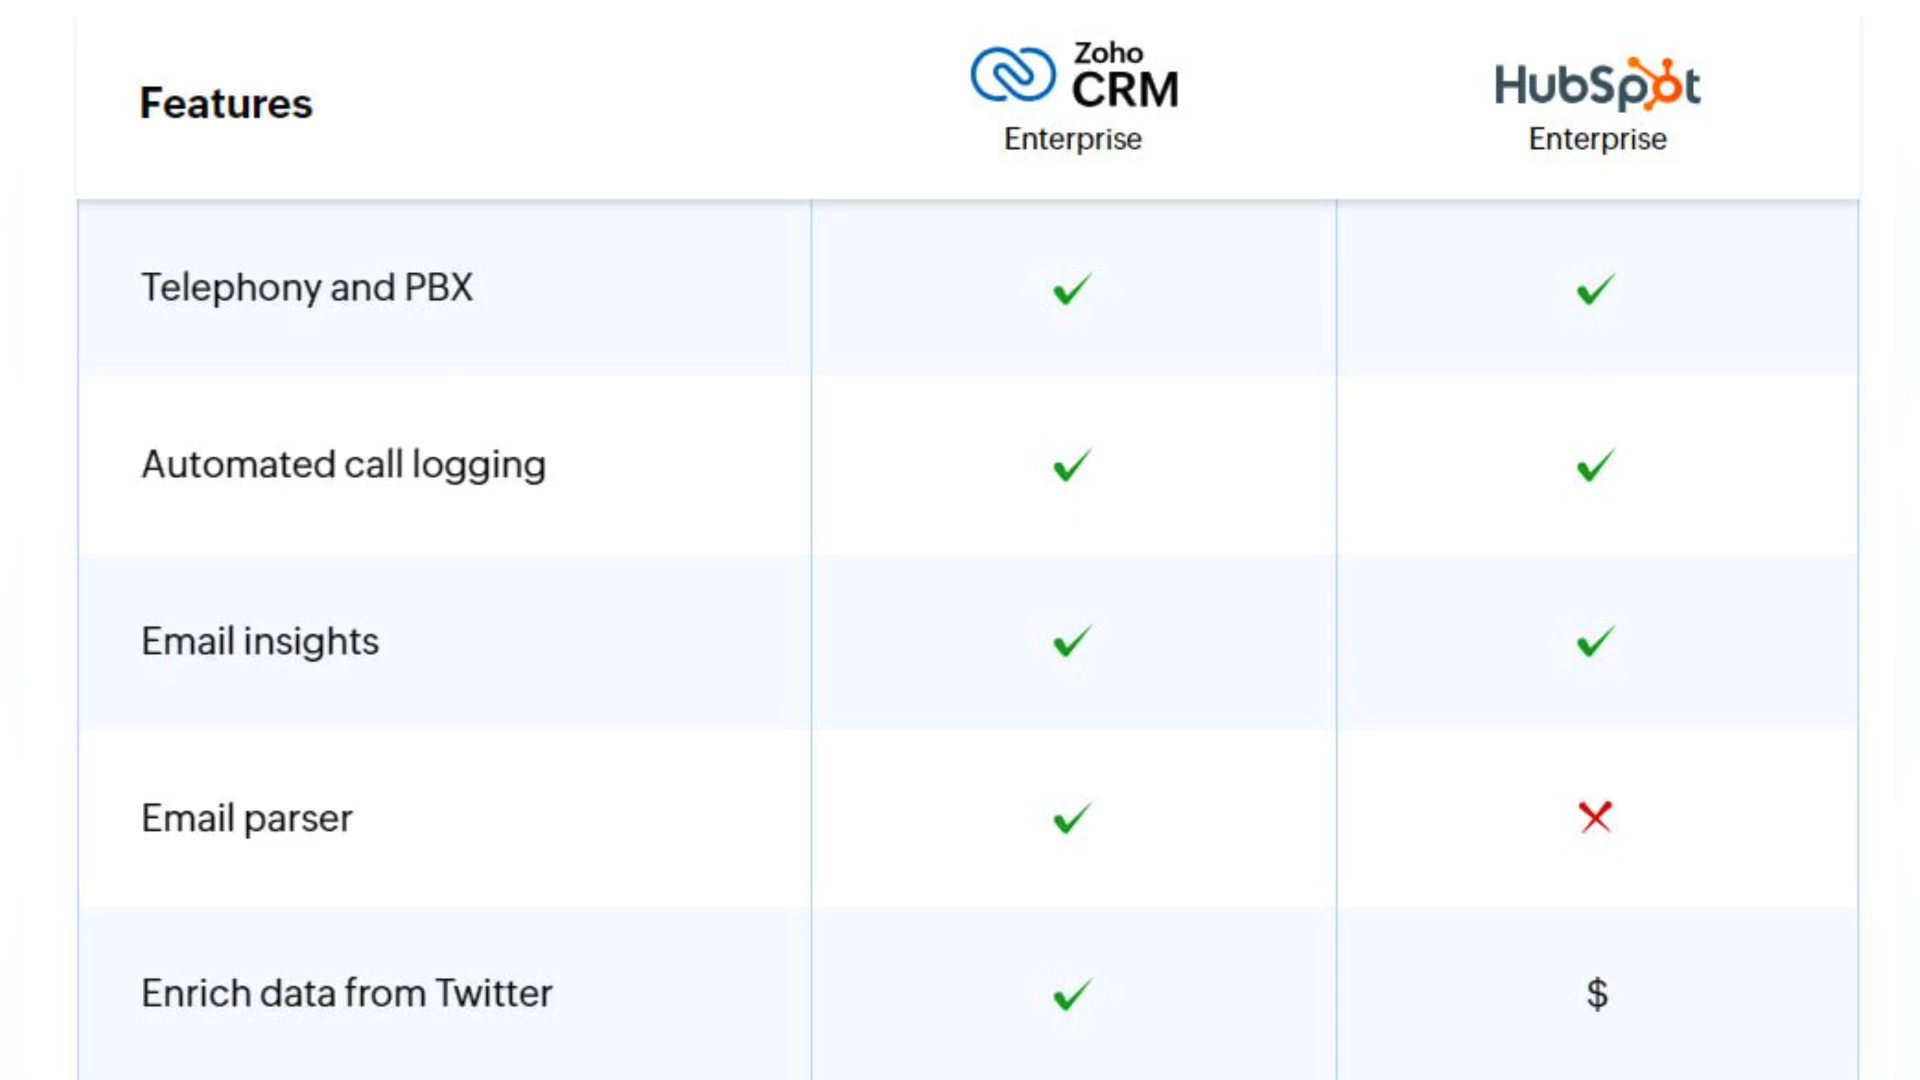 Features
Zoho
CRM
Enterprise
HubSpot
Enterprise
Telephony and PBX
Automated call logging
Email insights
Email parser
Enrich data from Twitter
$